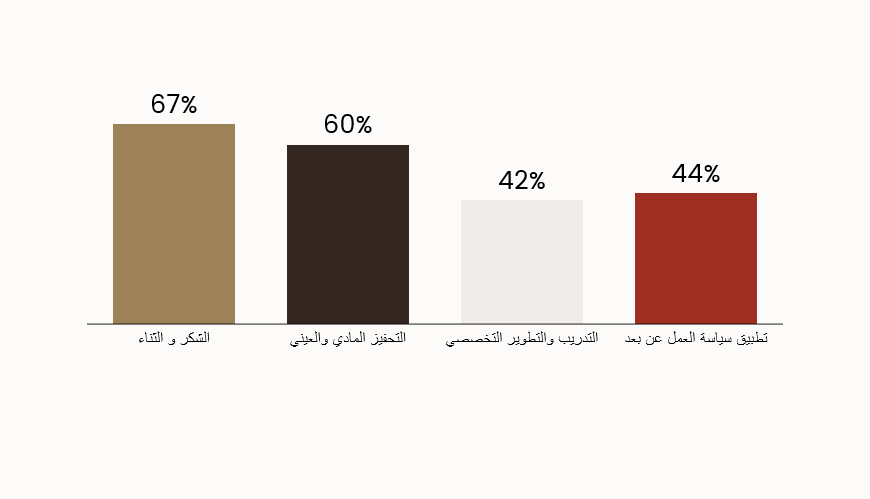 67%
60%
42%
44%
الشكر و الثناء
التحفيز المادي والعيني
التدريب والتطوير التخصصي
تطبيق سياسة العمل عن بعد